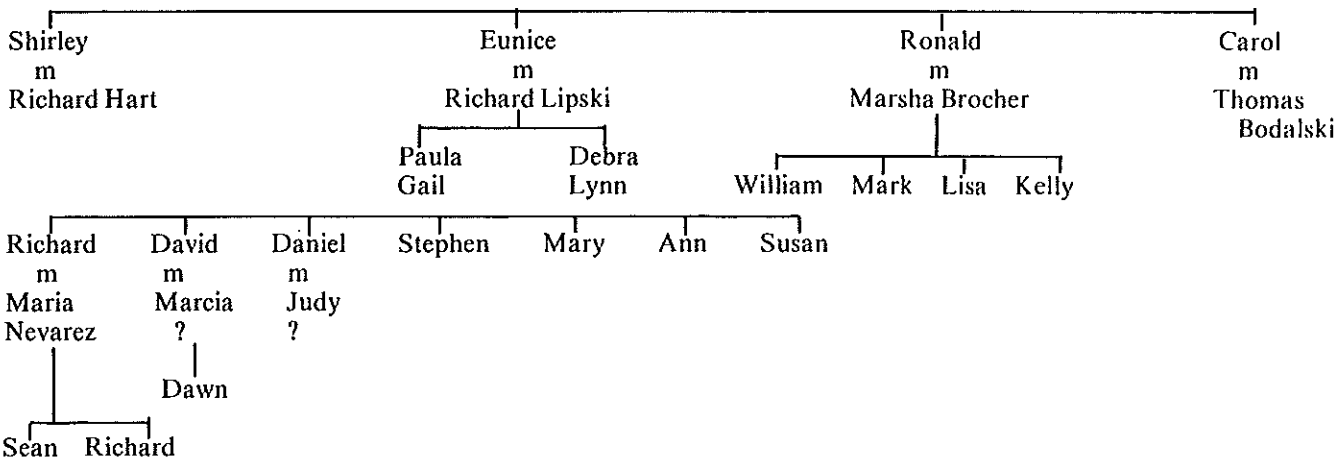 Shirley Eunice Ronald Carol
m m m m
Richard Hart Richard Lipski Marsha Brocher Thomas
Bodalski
Paula Debra
Gail Lynn William Mark Lisa Kelly
Richard David Daniel Stephen Mary Ann Susan
m m m
Maria Marcia Judy
Nevarez ? ?
Dawn
Sean Richard